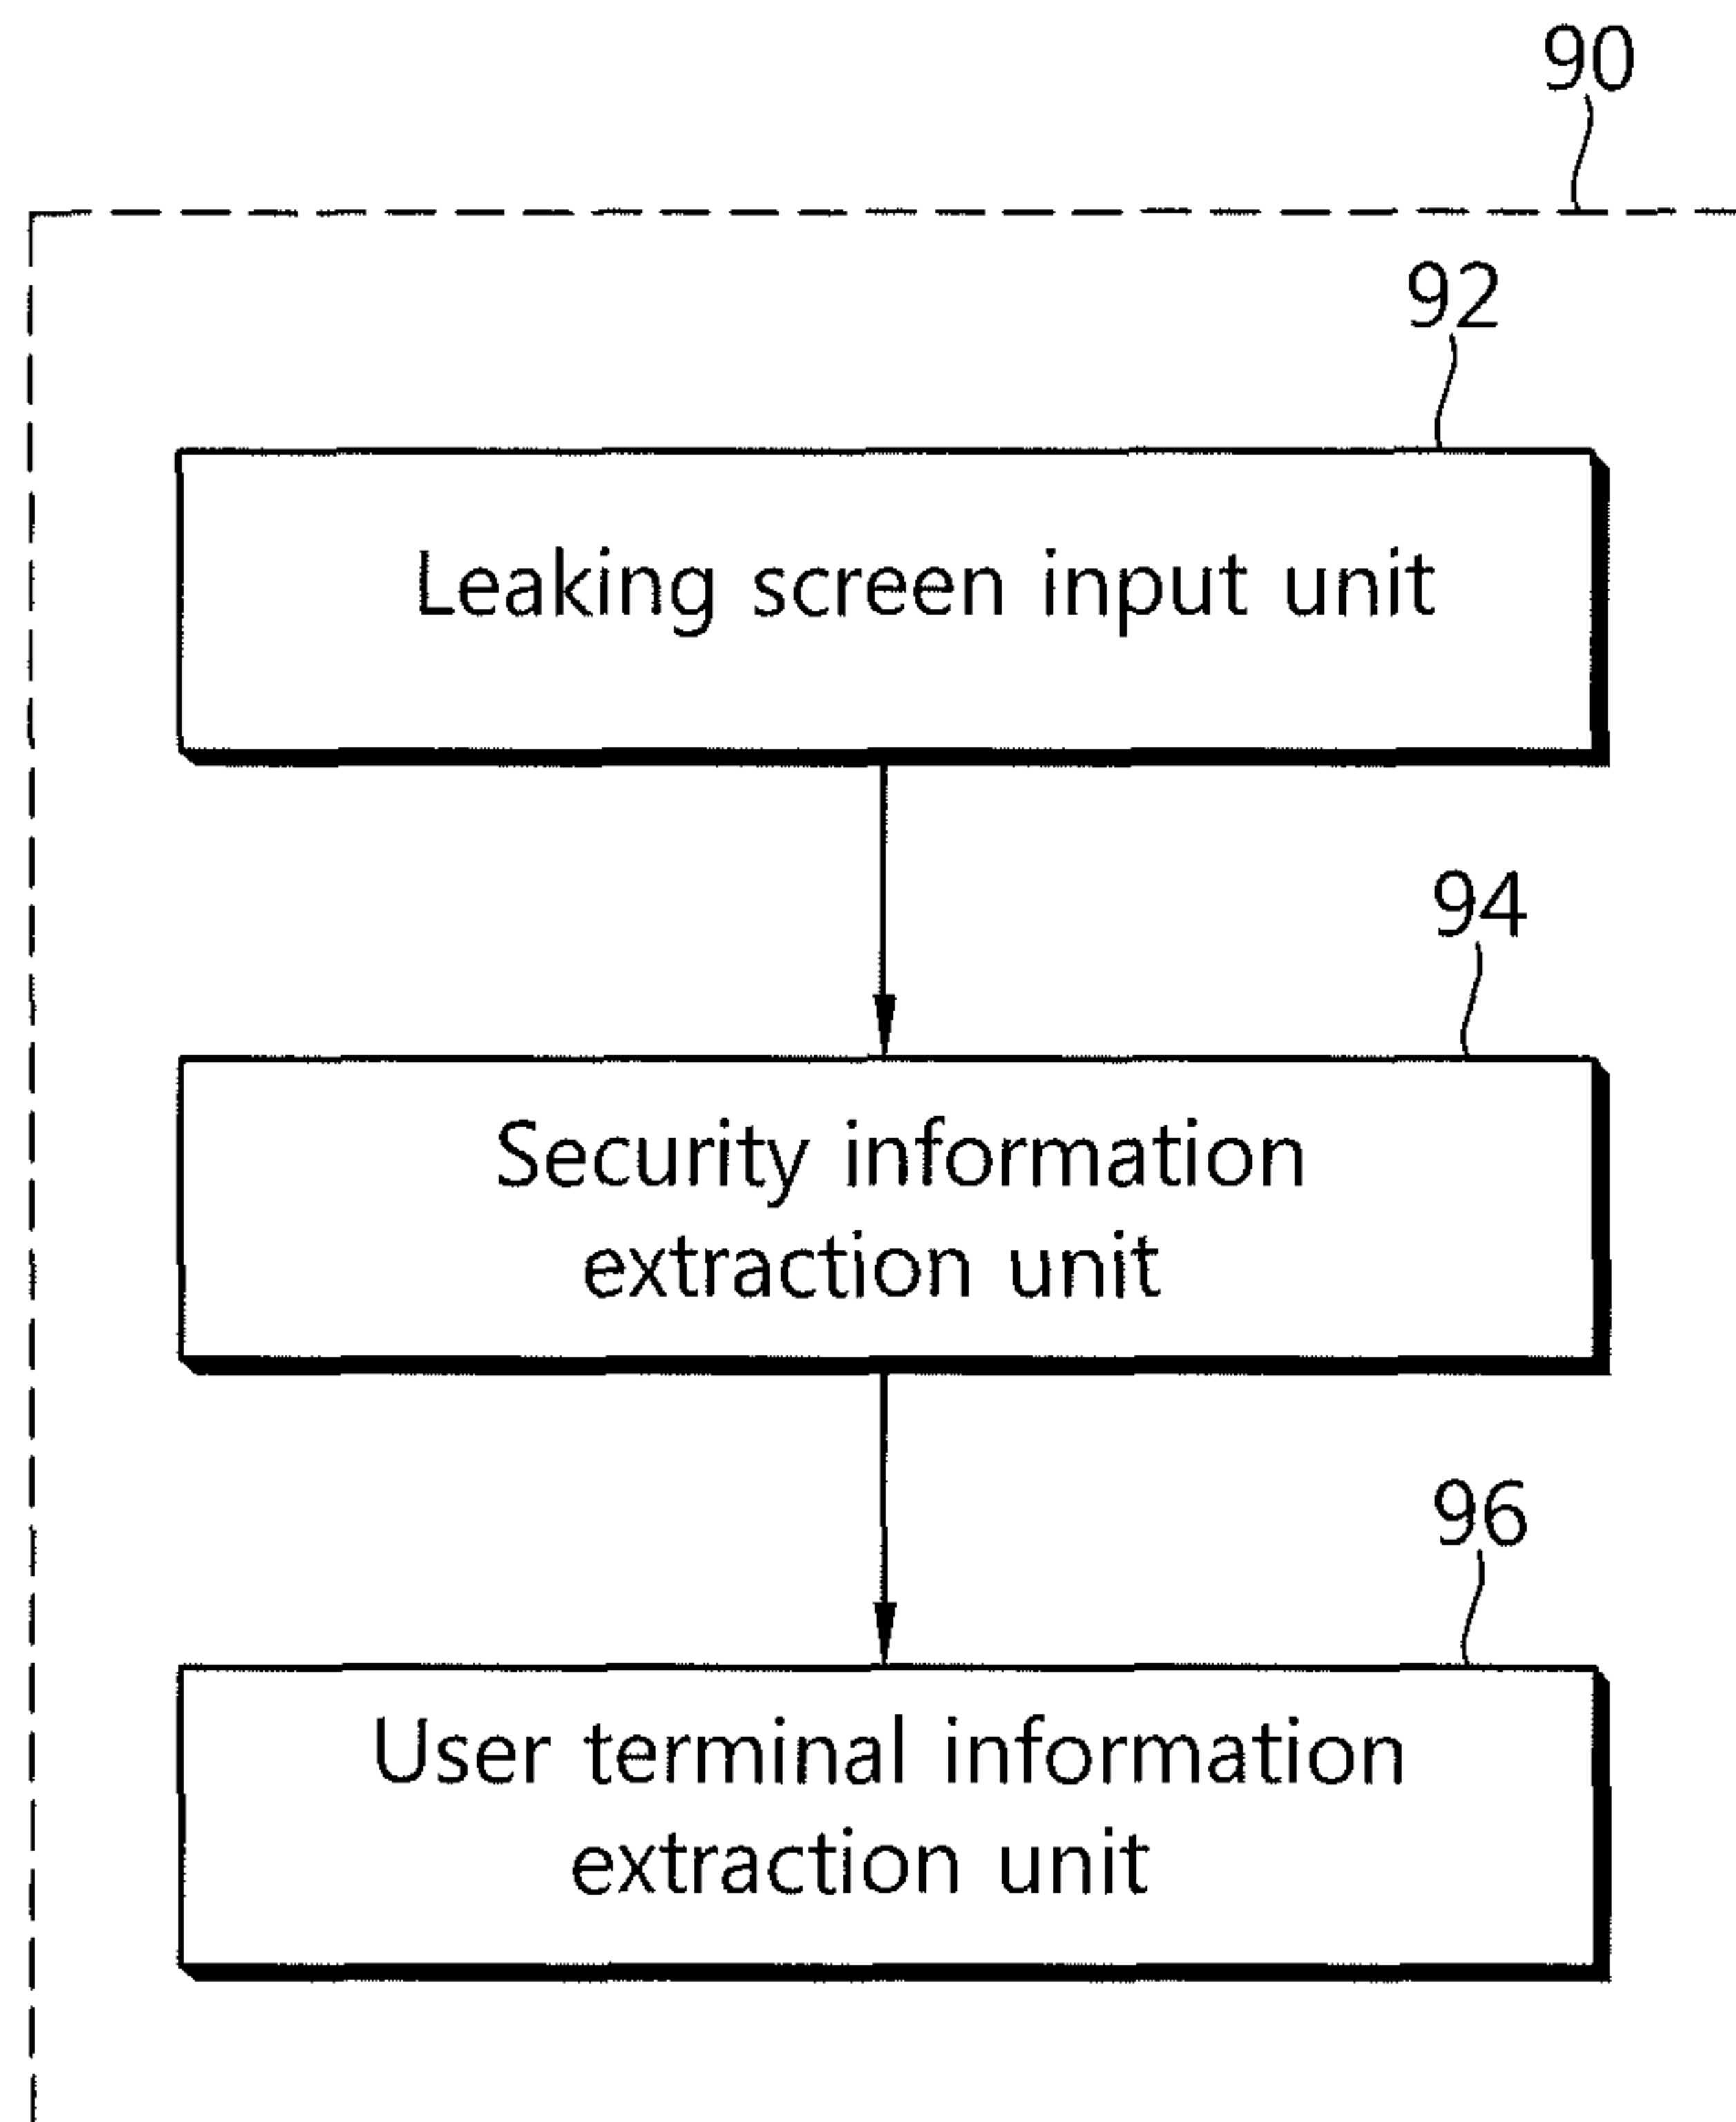 90
92
Leaking screen input unit
94
Security information
extraction unit
96
User terminal information
extraction unit